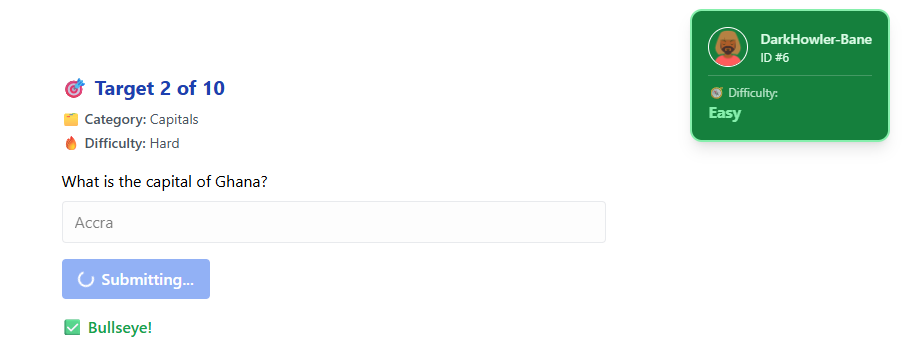 DarkHowler-Bane
ID #6
Difficulty:
Easy
Target 2 of 10
Category: Capitals
Difficulty: Hard
What is the capital of Ghana?
Accra
Submitting...
Bullseye!